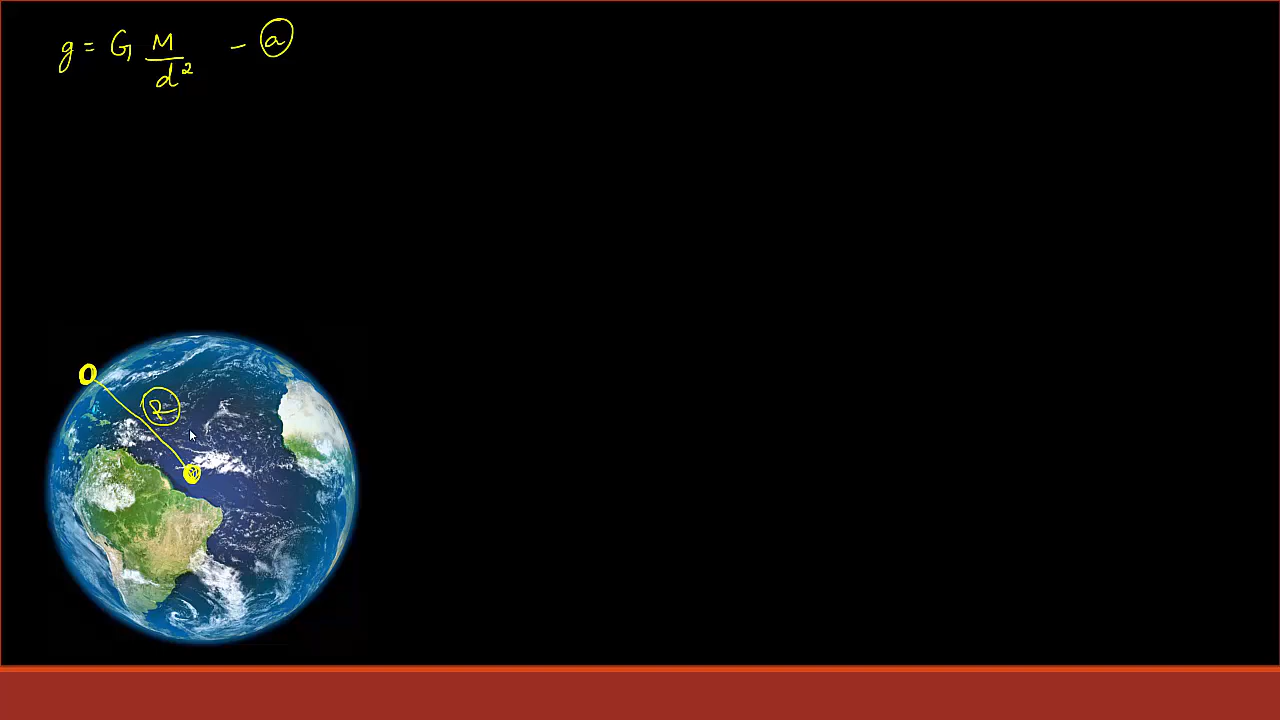 g = G M/d² - ⓐ
R